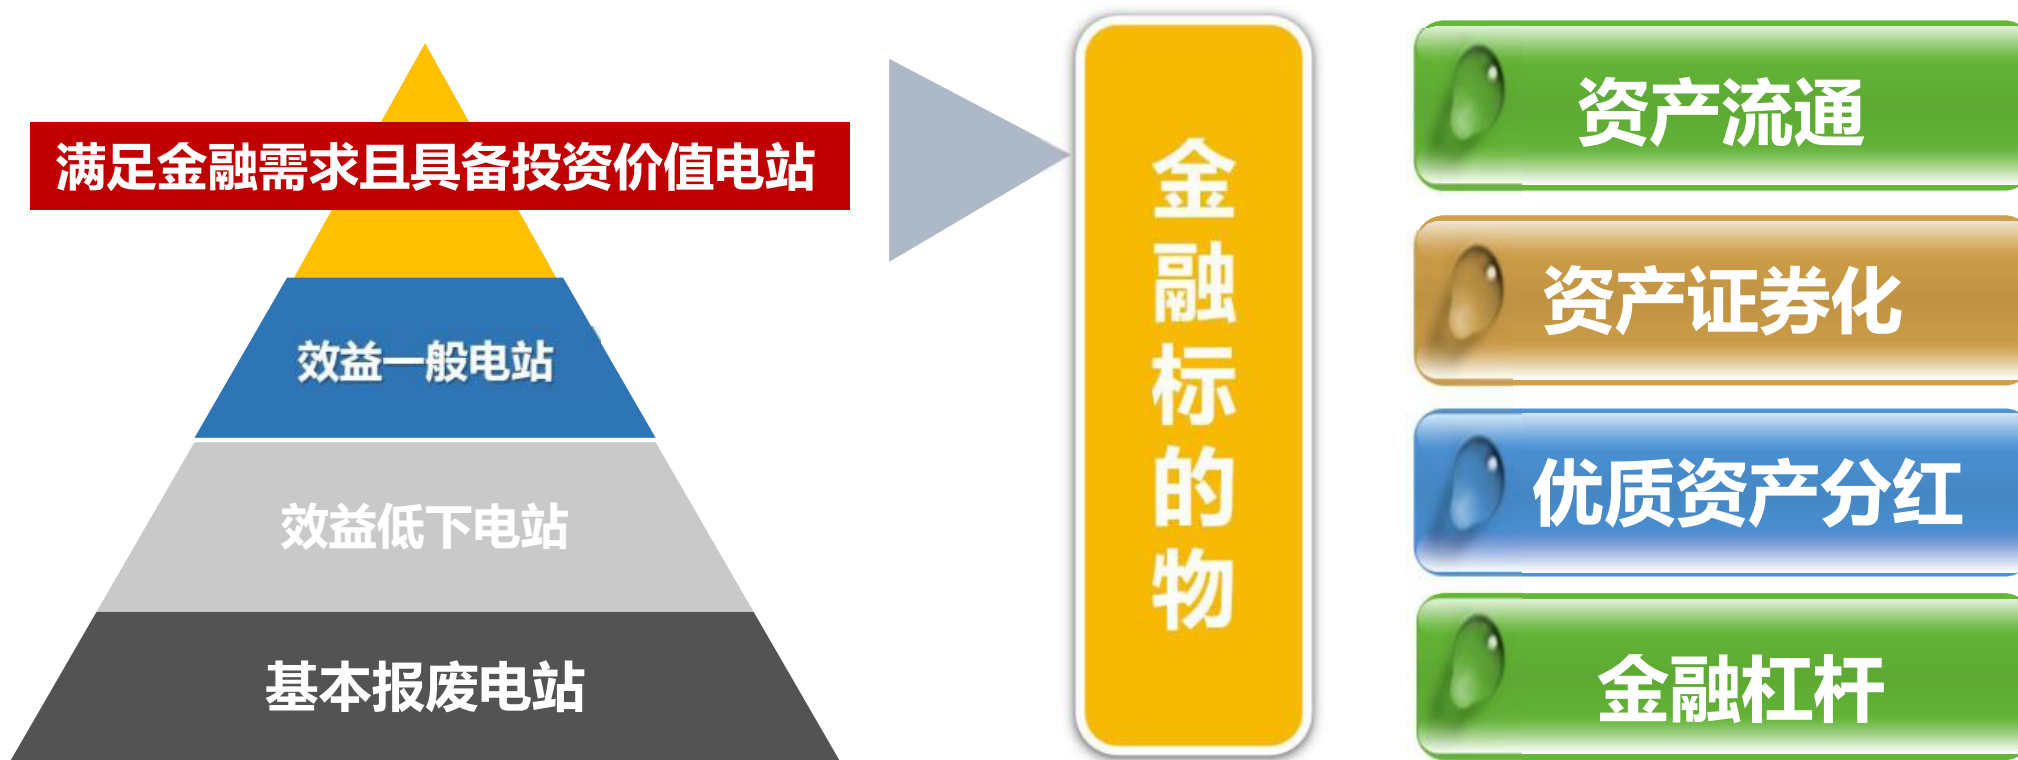 满足金融需求且具备投资价值电站
效益一般电站
效益低下电站
基本报废电站
金融标的物
资产流通
资产证券化
优质资产分红
金融杠杆